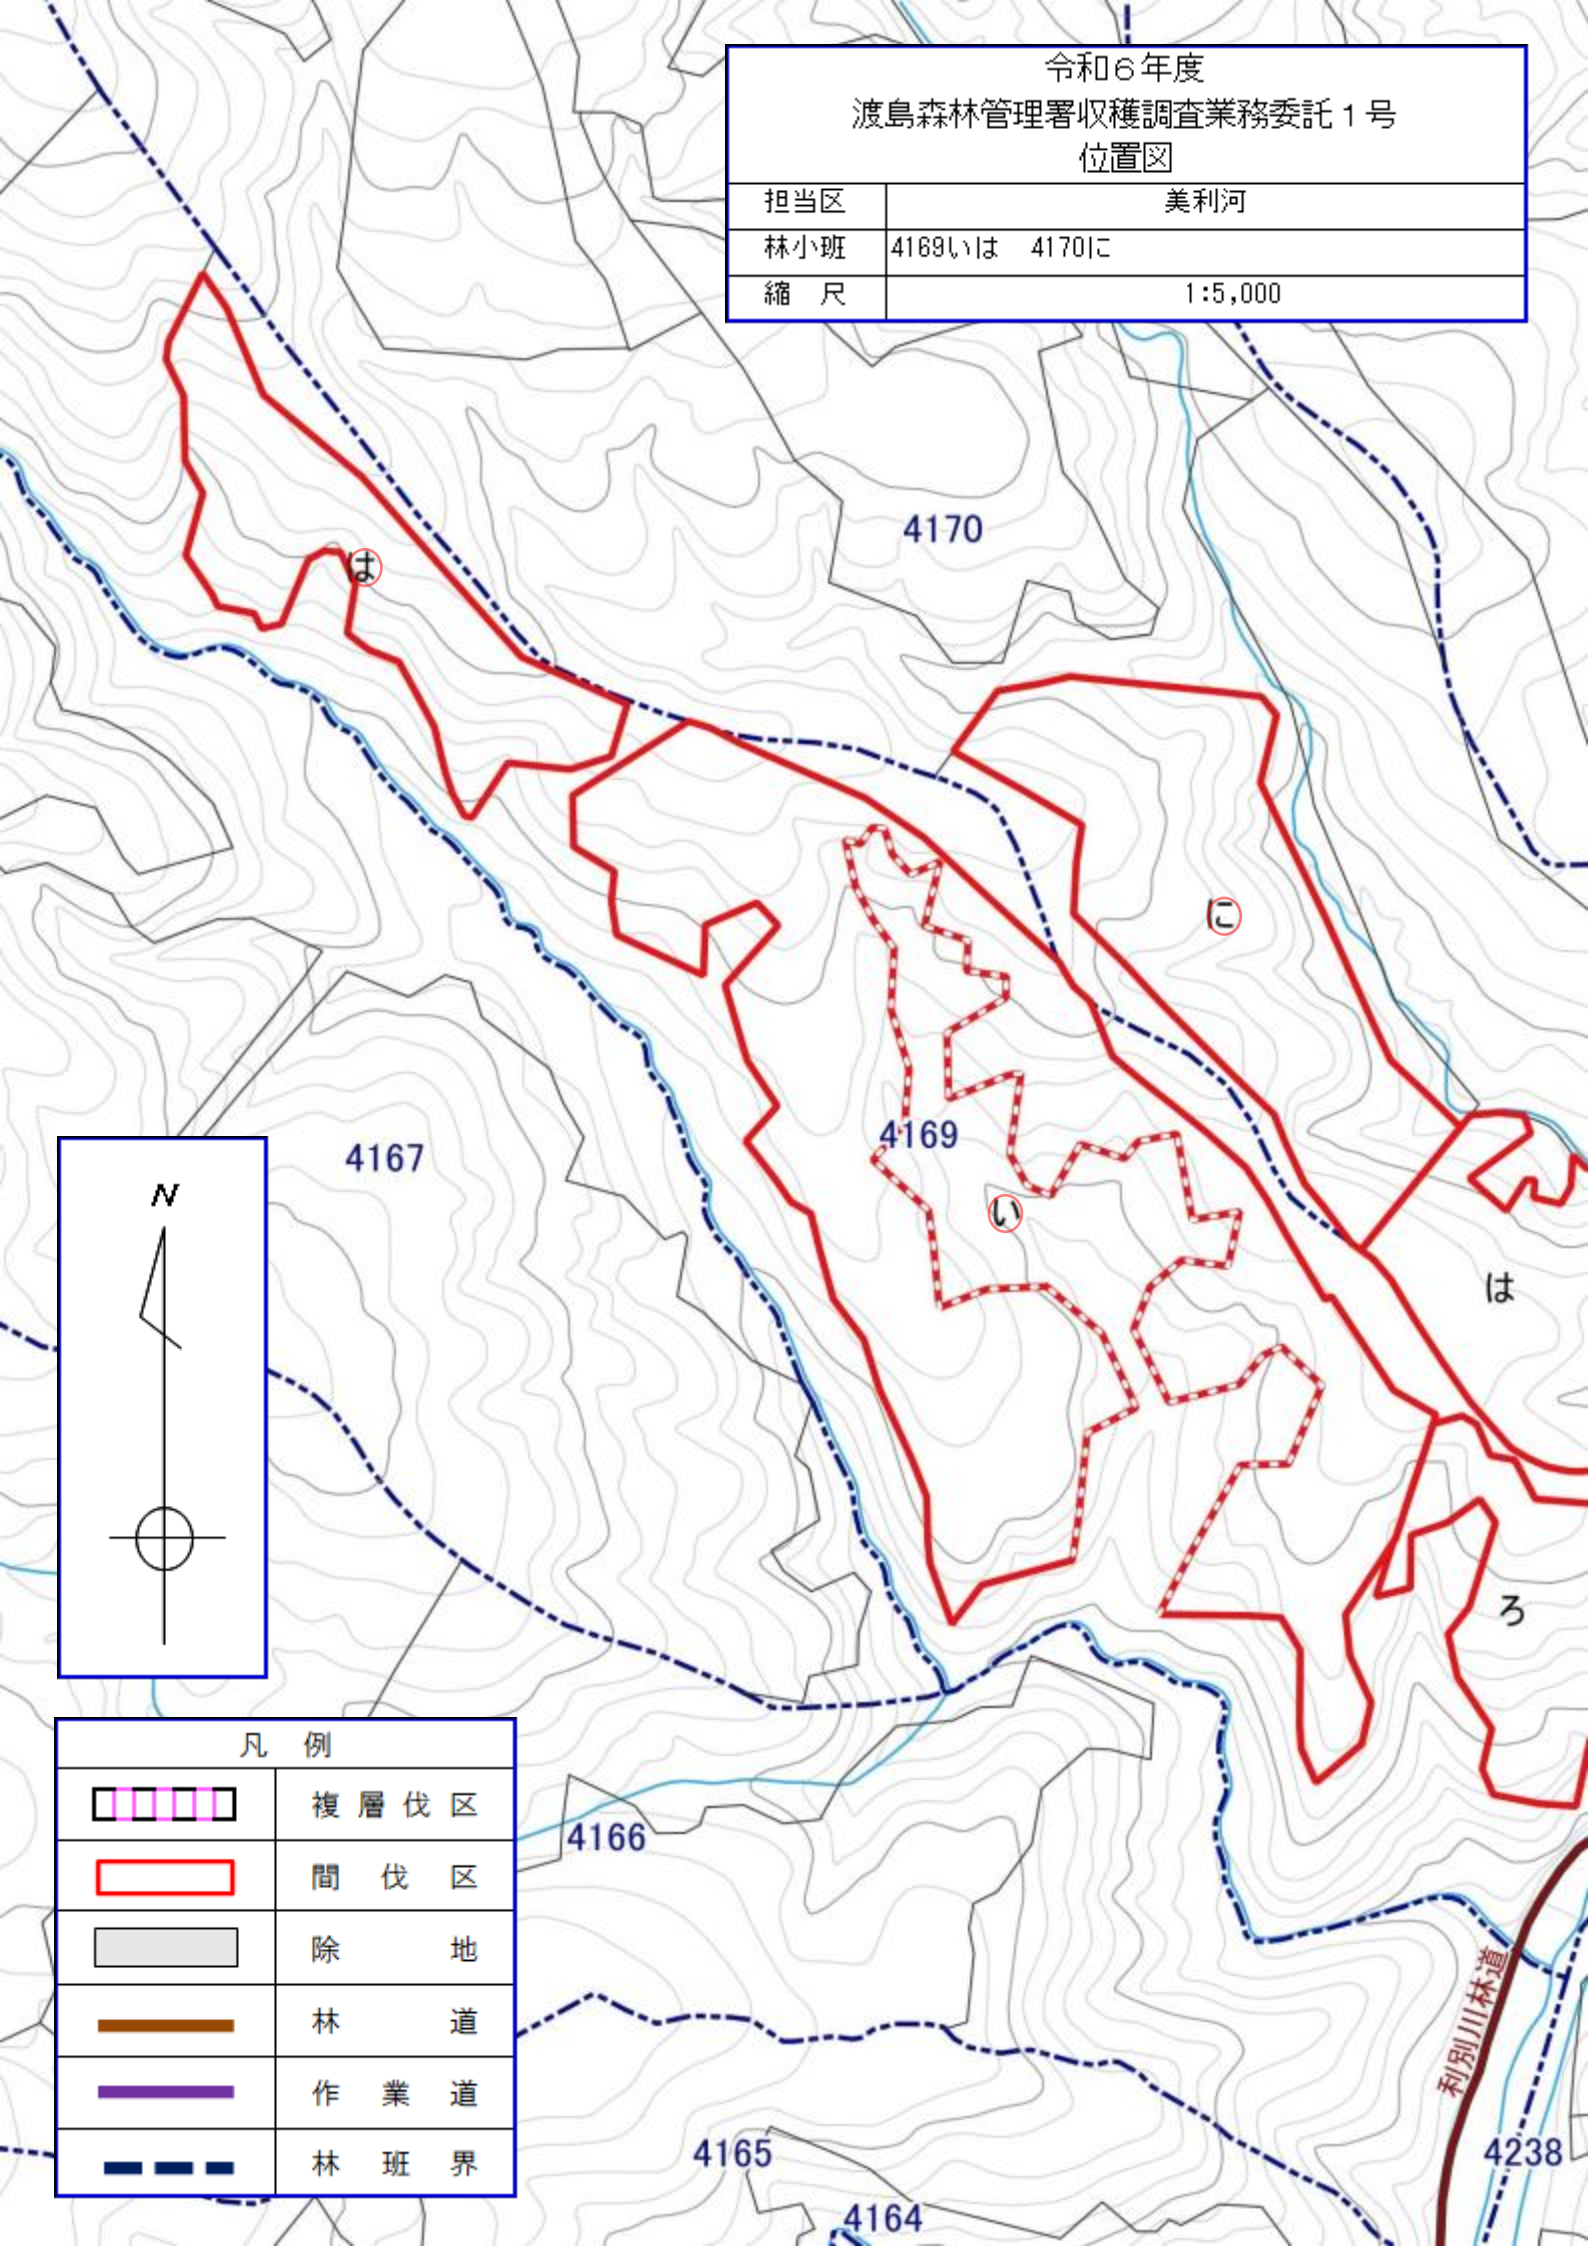 令和６年度
渡島森林管理署収穫調査業務委託１号
位置図
担当区 美利河
林小班 4169いは 4170に
縮 尺 1:5,000
4170
は
に
4169
4167
い
N
は
ろ
凡 例
複層伐区
間伐区
除地
林道
作業道
林班界
4166
利別川林道
4165
4238
4164